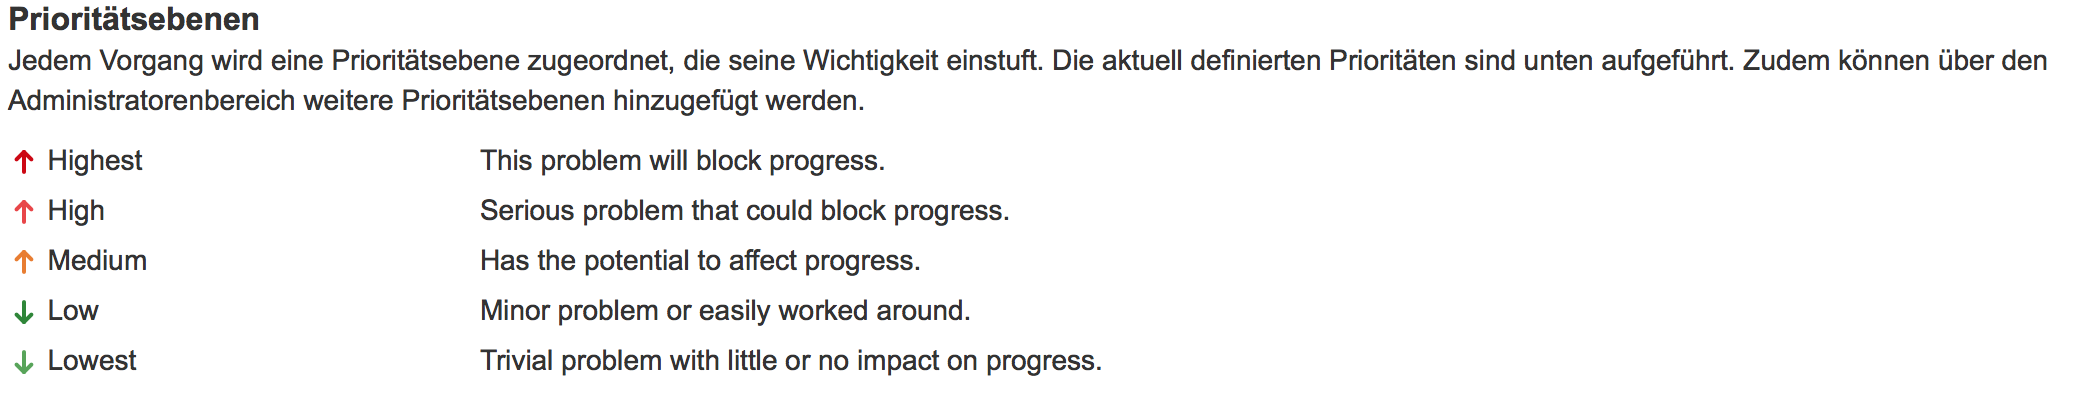 Prioritätsebenen
Jedem Vorgang wird eine Prioritätsebene zugeordnet, die seine Wichtigkeit einstuft. Die aktuell definierten Prioritäten sind unten aufgeführt. Zudem können über den
Administratorenbereich weitere Prioritätsebenen hinzugefügt werden.
Highest This problem will block progress.
High Serious problem that could block progress.
Medium Has the potential to affect progress.
Low Minor problem or easily worked around.
Lowest Trivial problem with little or no impact on progress.